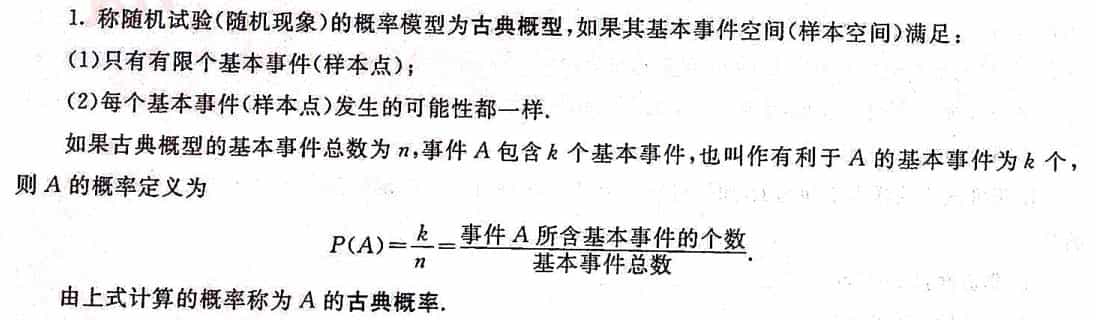 1. 称随机试验(随机现象)的概率模型为古典概型,如果其基本事件空间(样本空间)满足:
(1)只有有限个基本事件(样本点);
(2)每个基本事件(样本点)发生的可能性都一样.
如果古典概型的基本事件总数为 n,事件 A 包含 k 个基本事件,也叫作有利于 A 的基本事件为 k 个,
则 A 的概率定义为
P(A)=k/n=事件 A 所含基本事件的个数/基本事件总数.
由上式计算的概率称为 A 的古典概率.